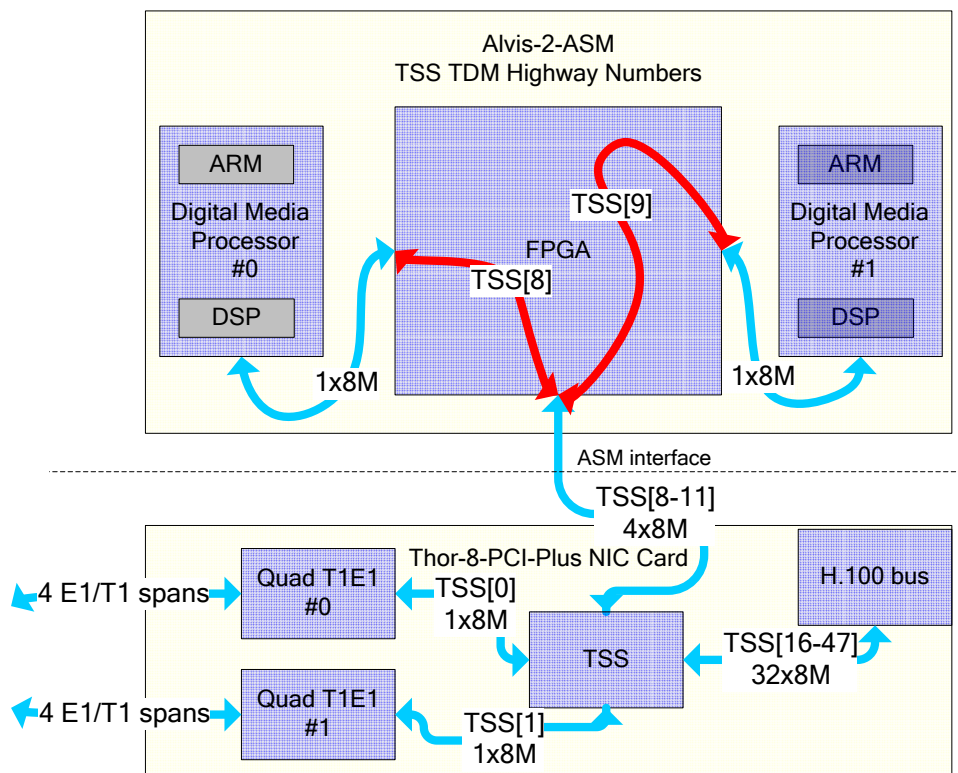 Alvis-2-ASM
TSS TDM Highway Numbers
ARM
Digital Media
Processor
#0
DSP
1x8M
FPGA
TSS[8]
TSS[9]
ARM
Digital Media
Processor
#1
DSP
1x8M
ASM interface
TSS[8-11]
4x8M
Thor-8-PCI-Plus NIC Card
4 E1/T1 spans
Quad T1E1
#0
TSS[0]
1x8M
TSS
H.100 bus
TSS[16-47]
32x8M
4 E1/T1 spans
Quad T1E1
#1
TSS[1]
1x8M